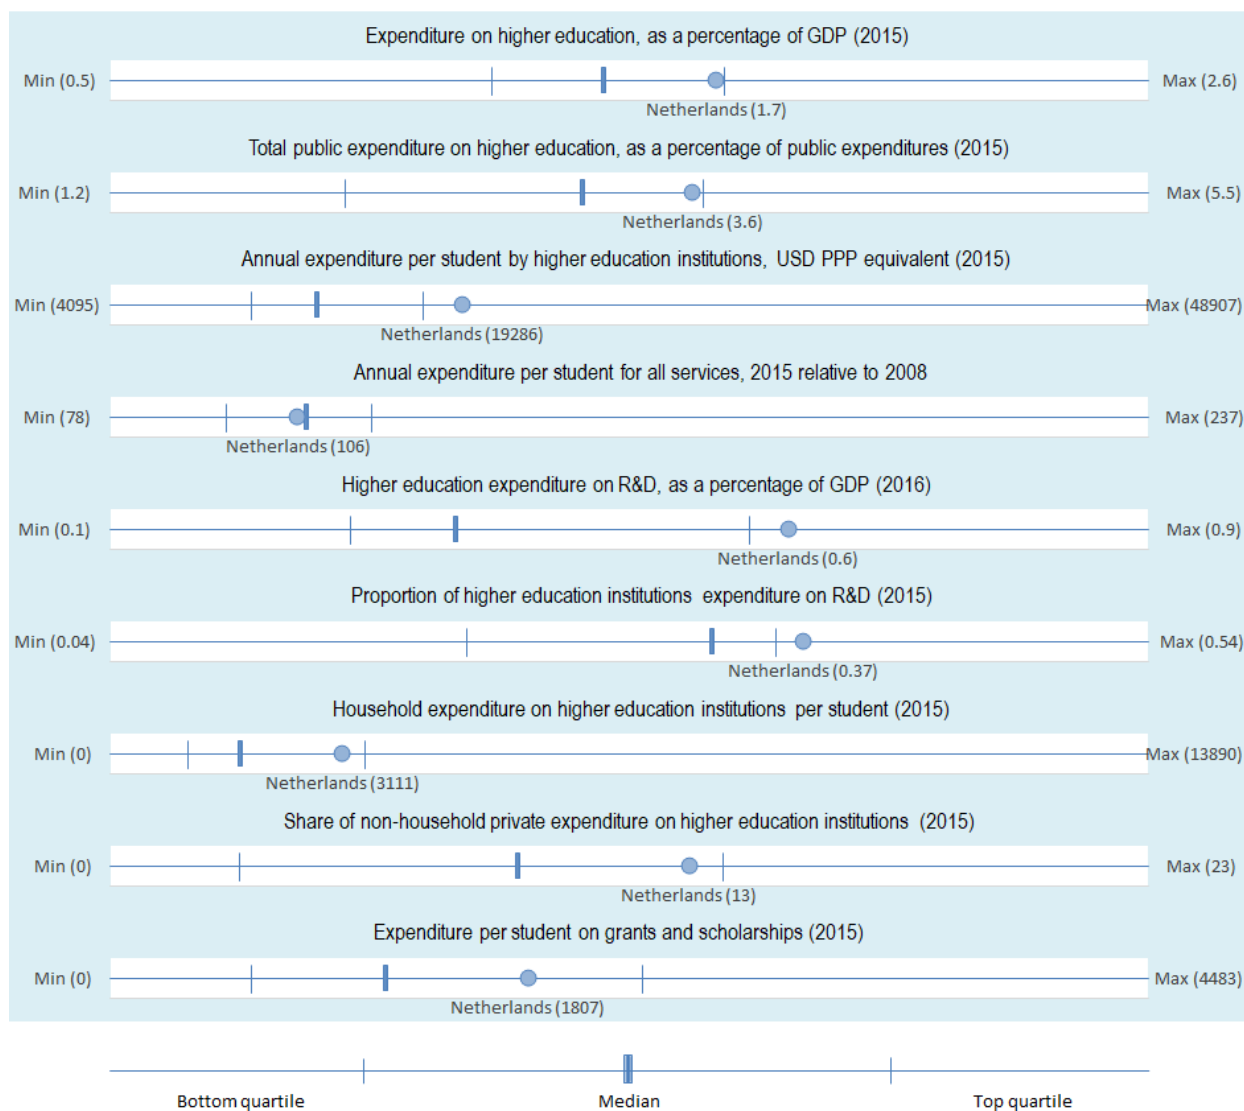 Expenditure on higher education, as a percentage of GDP (2015)
Min (0.5)
Max (2.6)
Netherlands (1.7)
Total public expenditure on higher education, as a percentage of public expenditures (2015)
Min (1.2)
Max (5.5)
Netherlands (3.6)
Annual expenditure per student by higher education institutions, USD PPP equivalent (2015)
Min (4095)
Max (48907)
Netherlands (19286)
Annual expenditure per student for all services, 2015 relative to 2008
Min (78)
Max (237)
Netherlands (106)
Higher education expenditure on R&D, as a percentage of GDP (2016)
Min (0.1)
Max (0.9)
Netherlands (0.6)
Proportion of higher education institutions expenditure on R&D (2015)
Min (0.04)
Max (0.54)
Netherlands (0.37)
Household expenditure on higher education institutions per student (2015)
Min (0)
Max (13890)
Netherlands (3111)
Share of non-household private expenditure on higher education institutions (2015)
Min (0)
Max (23)
Netherlands (13)
Expenditure per student on grants and scholarships (2015)
Min (0)
Max (4483)
Netherlands (1807)
Bottom quartile
Median
Top quartile